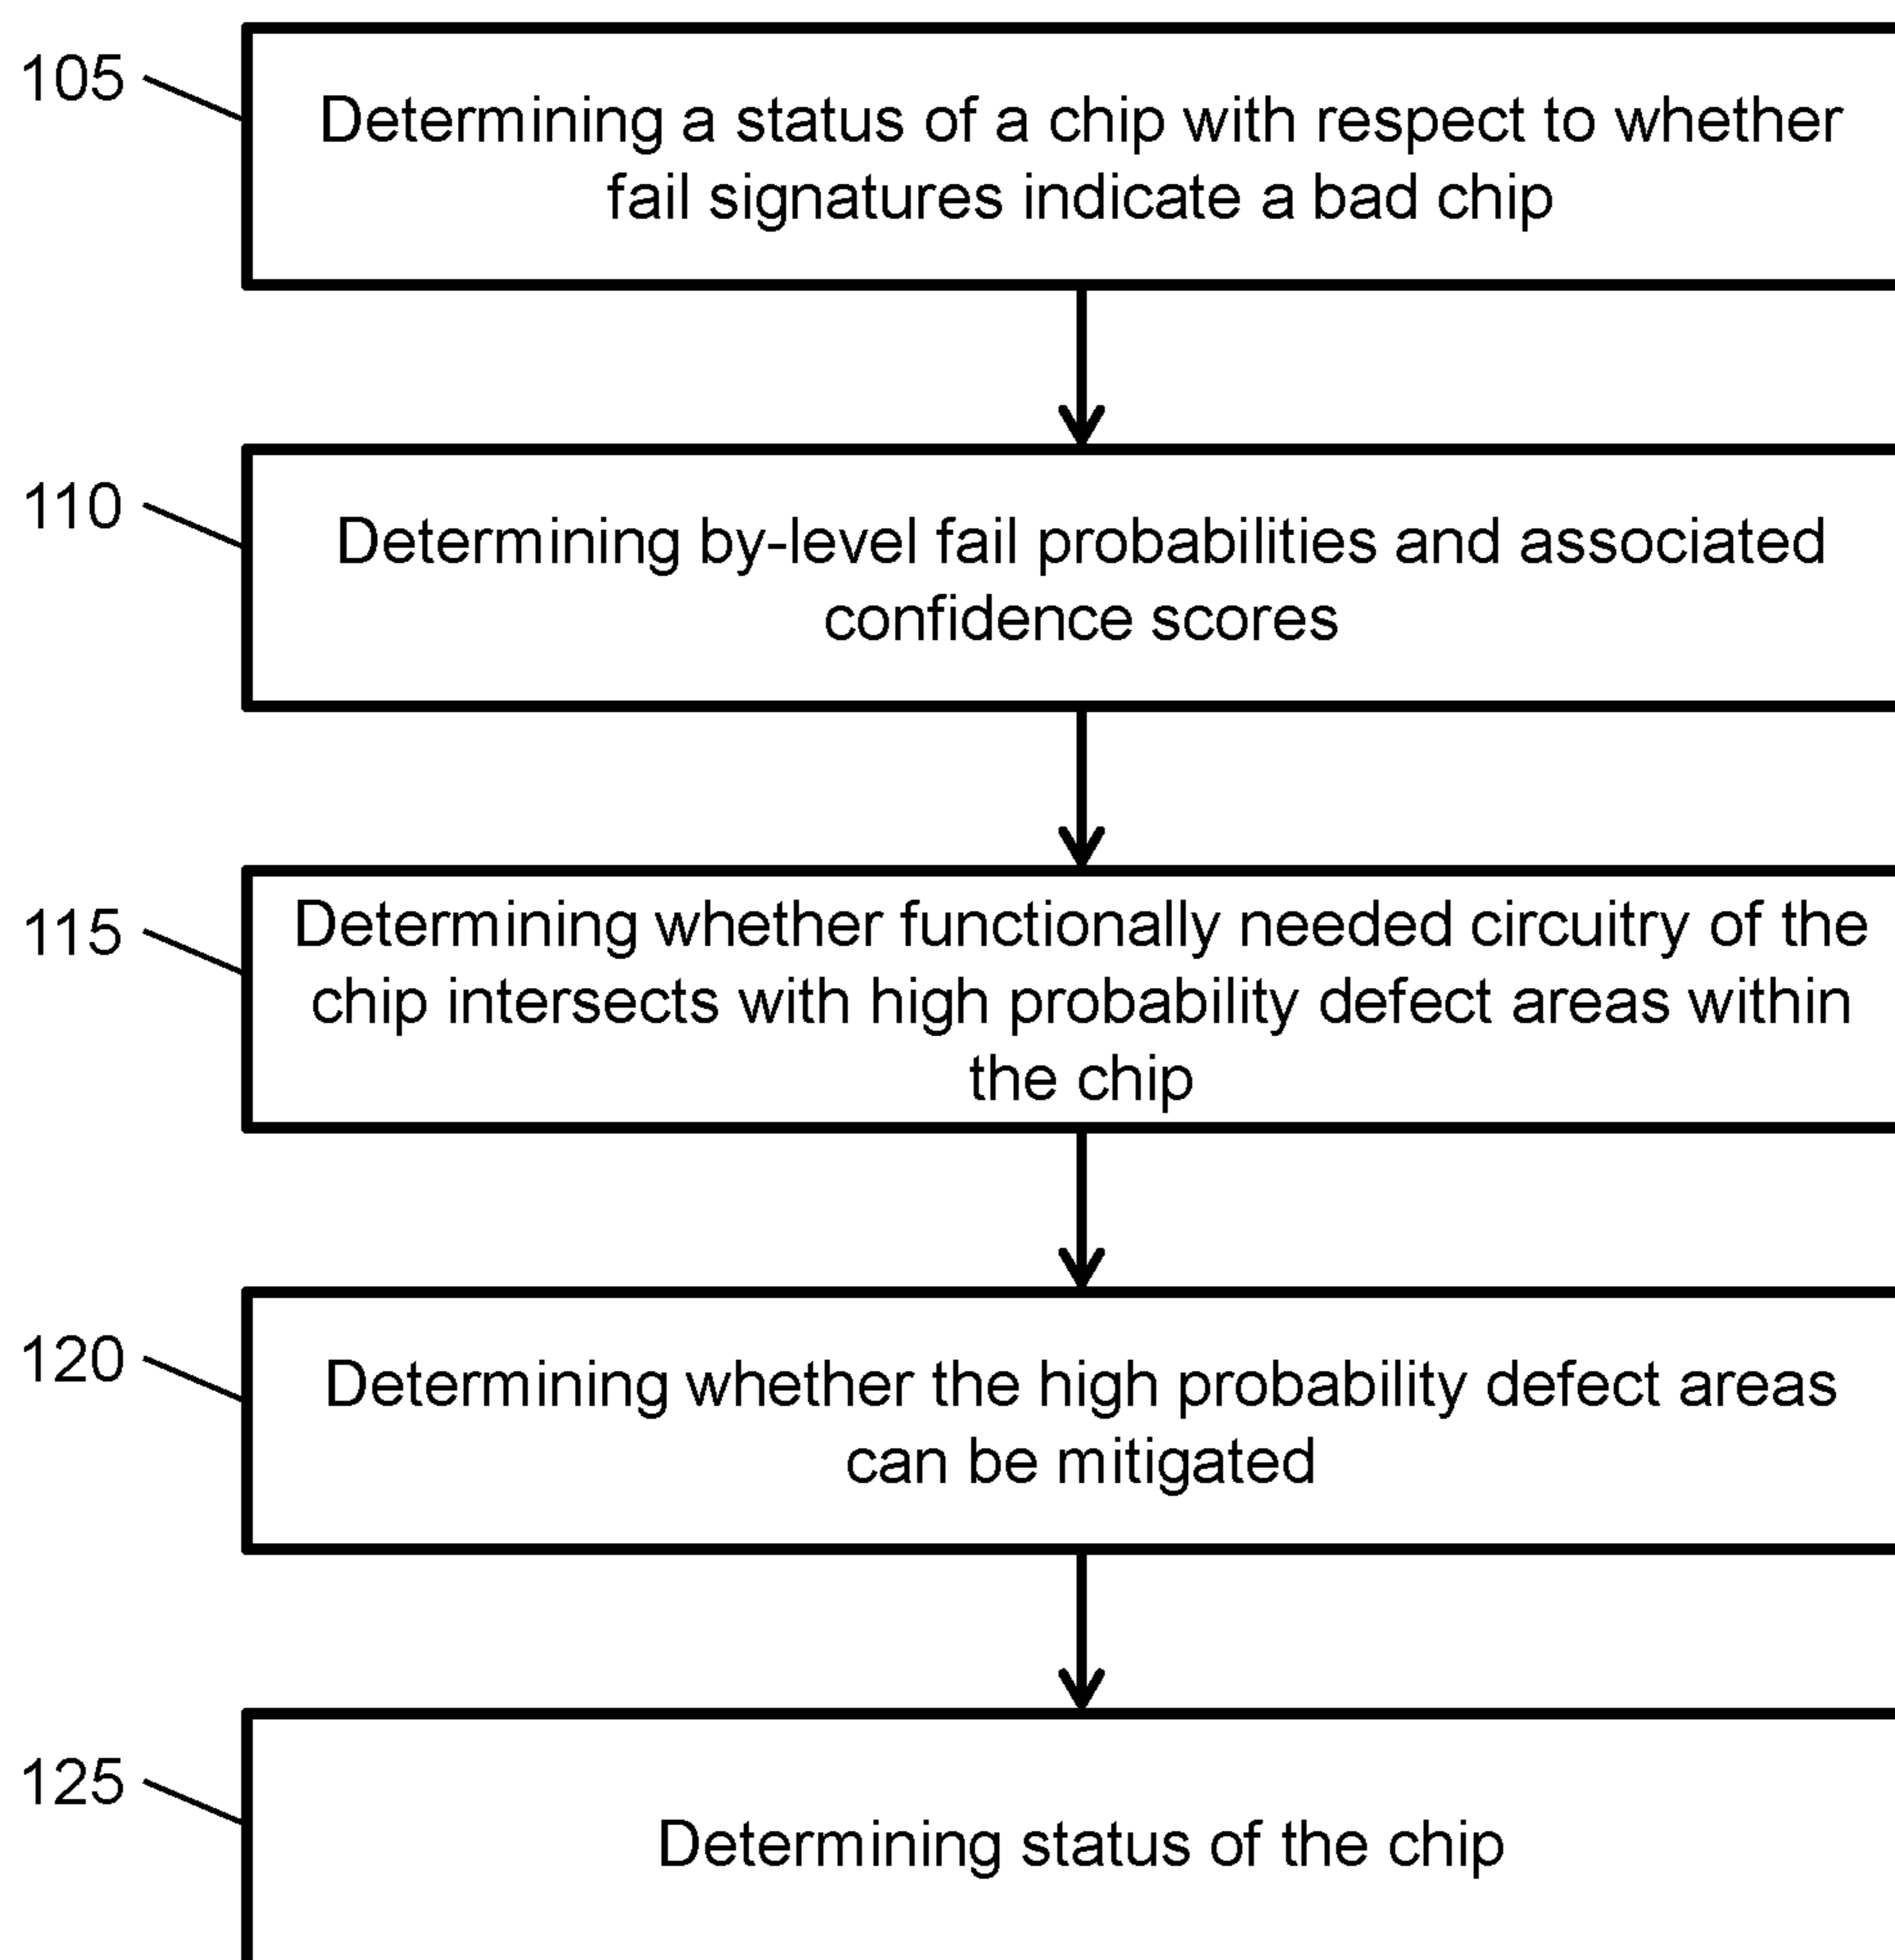 105
Determining a status of a chip with respect to whether
fail signatures indicate a bad chip
110
Determining by-level fail probabilities and associated
confidence scores
115
Determining whether functionally needed circuitry of the
chip intersects with high probability defect areas within
the chip
120
Determining whether the high probability defect areas
can be mitigated
125
Determining status of the chip